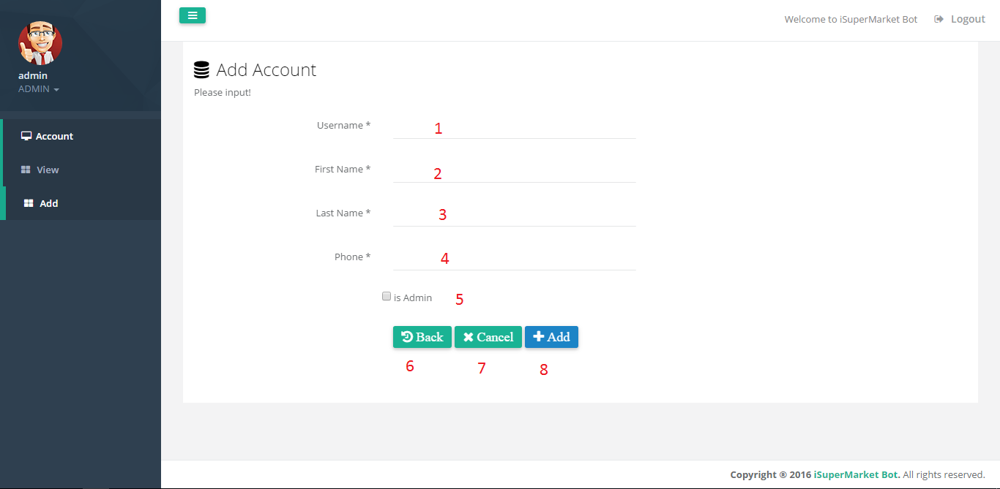 Welcome to iSuperMarket Bot Logout
admin
ADMIN
Account
View
Add
Add Account
Please input!
Username * 1
First Name * 2
Last Name * 3
Phone * 4
is Admin 5
Back Cancel Add
6 7 8
Copyright ® 2016 iSuperMarket Bot. All rights reserved.